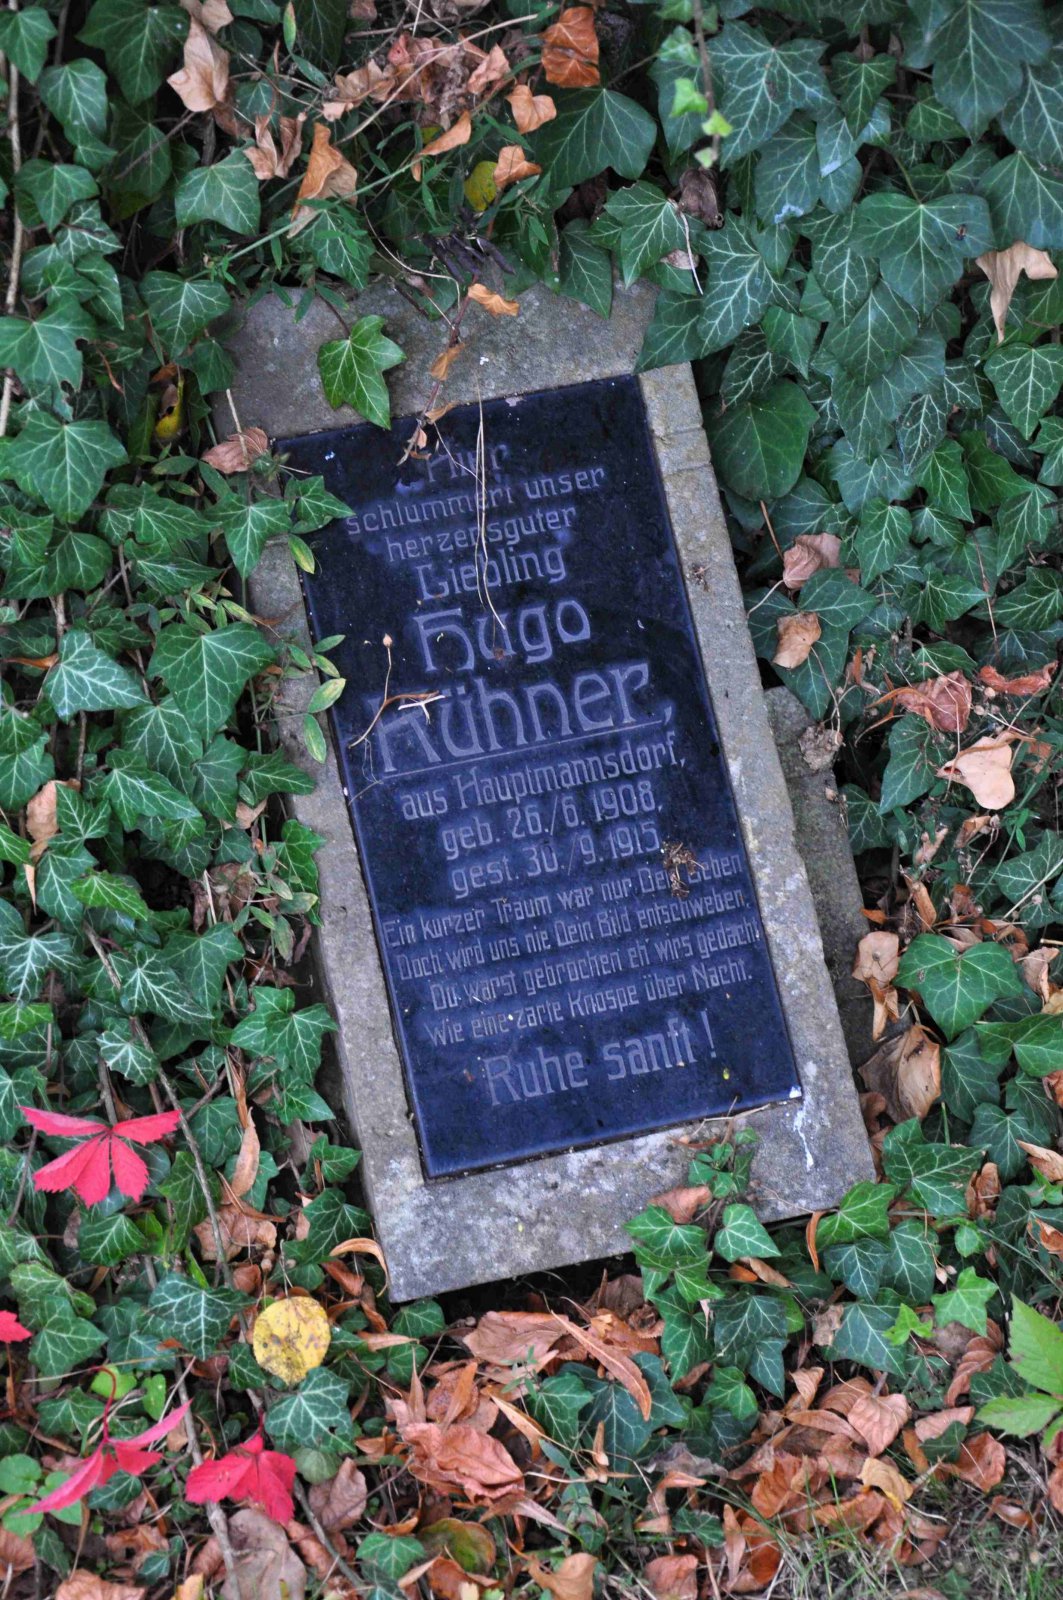 Hier
schlummert unser
herzensguter
Liebling
Hugo
Kühner,
aus Hauptmannsdorf,
geb. 26./6. 1908,
gest. 30./9. 1915.
Ein kurzer Traum war nur Dein Leben
Doch wird uns nie Dein Bild entschweben.
Du warst gebrochen eh wirs gedacht
Wie eine zarte Knospe über Nacht.
Ruhe sanft!